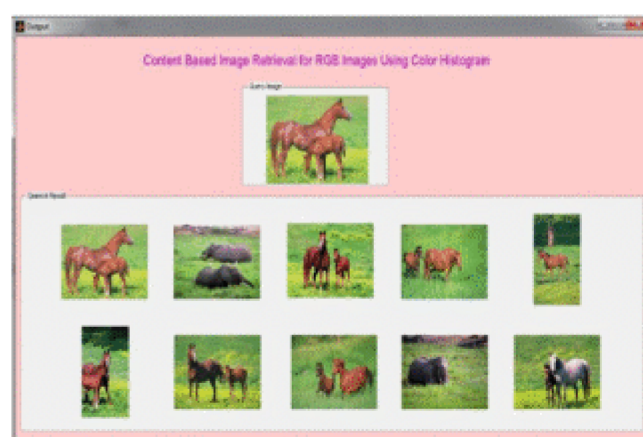 Output
Content Based Image Retrieval for RGB Images Using Color Histogram
Query Image
Search Result